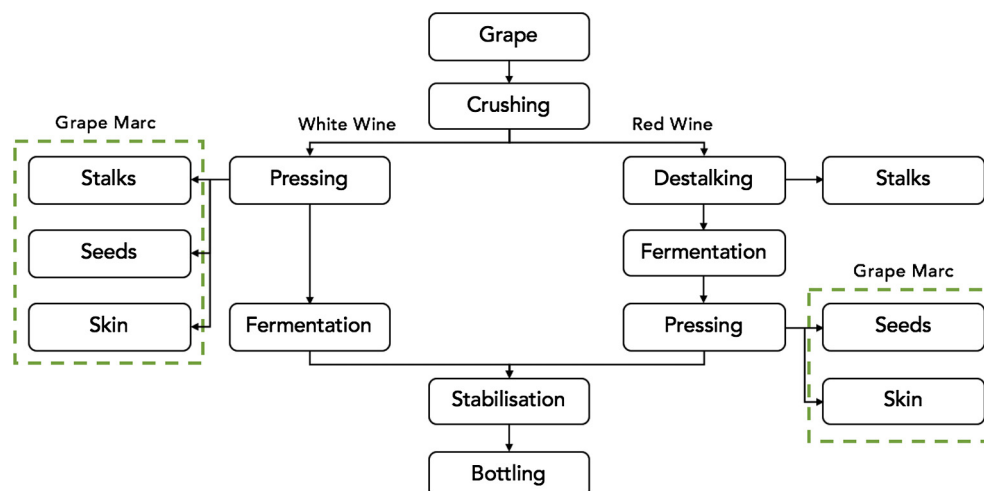 Grape
Crushing
Grape Marc
White Wine
Red Wine
Stalks
Pressing
Destalking
Stalks
Seeds
Fermentation
Grape Marc
Skin
Fermentation
Pressing
Seeds
Stabilisation
Skin
Bottling